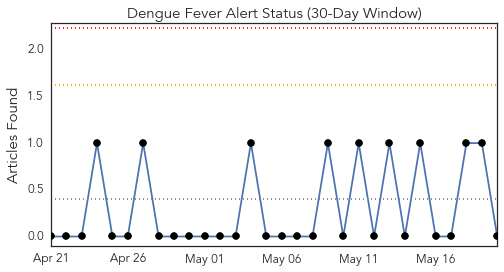 Dengue Fever Alert Status (30-Day Window)
Articles Found
2.0
1.5
1.0
0.5
0.0
Apr 21 Apr 26 May 01 May 06 May 11 May 16